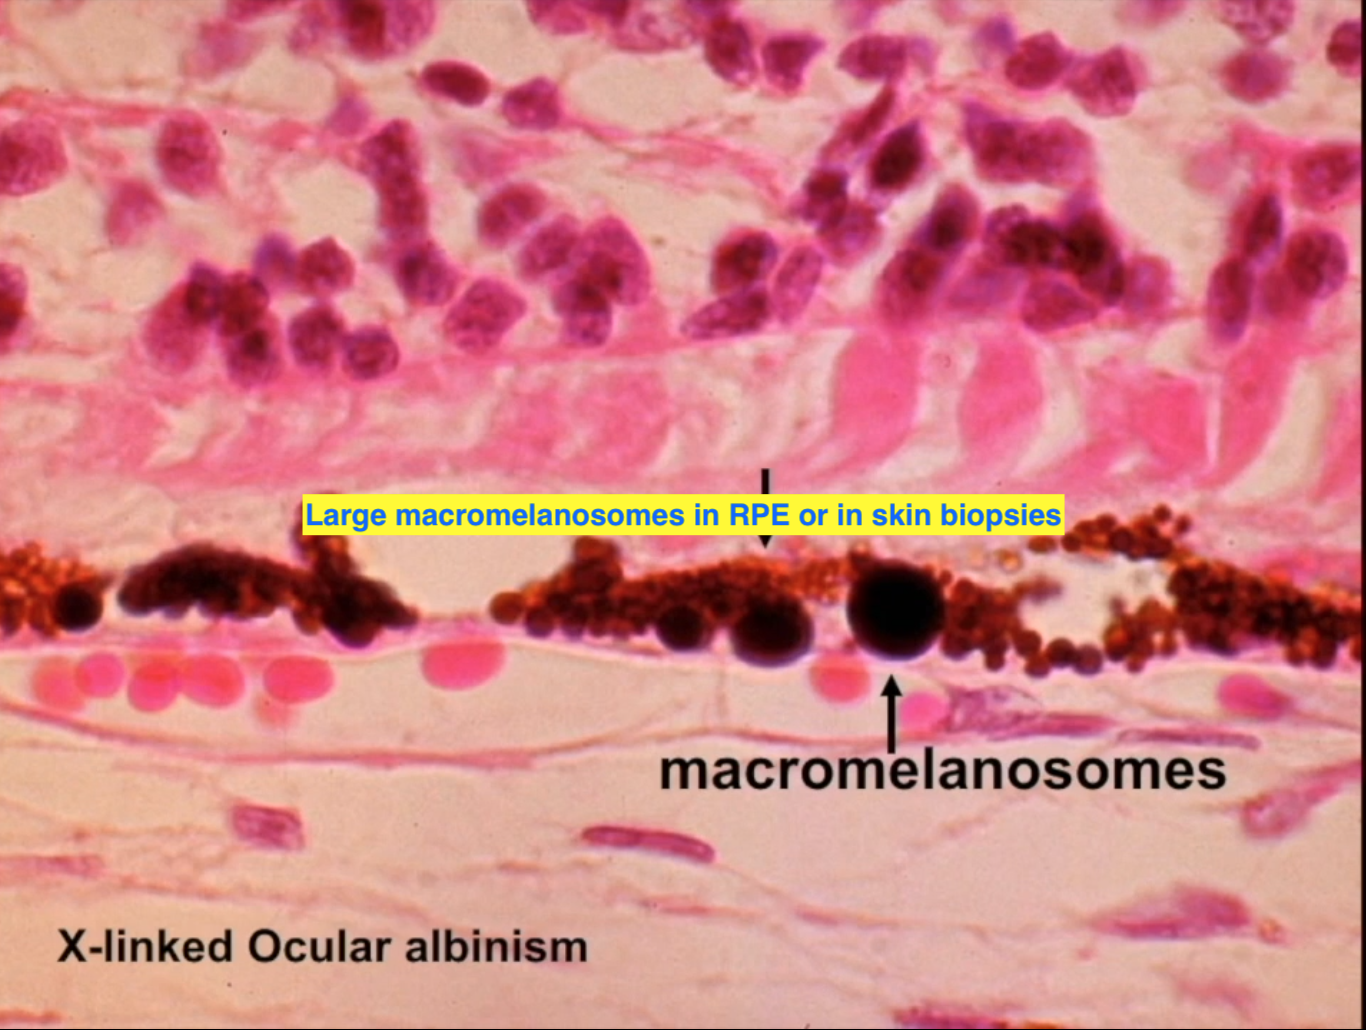 Large macromelanosomes in RPE or in skin biopsies
macromelanosomes
X-linked Ocular albinism